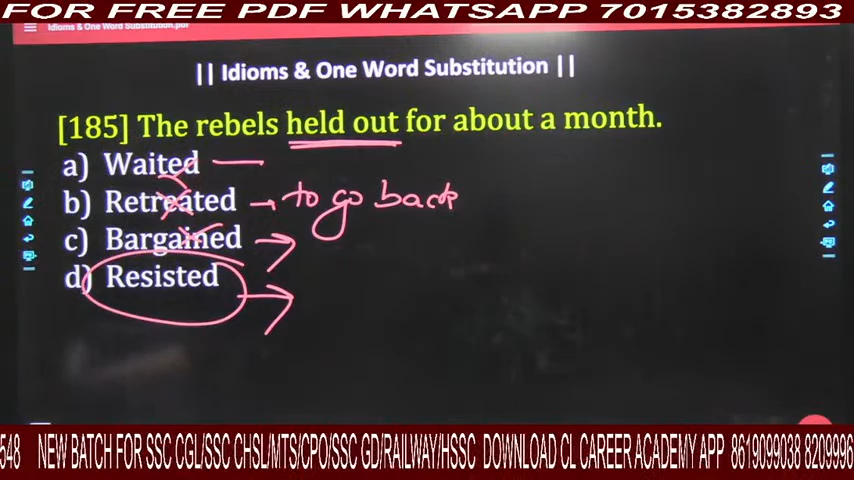 FOR FREE PDF WHATSAPP 7015382893
Idioms & One Word Substitution.pdf
|| Idioms & One Word Substitution ||
[185] The rebels held out for about a month.
a) Waited
b) Retreated → to go back
c) Bargained
d) Resisted
548 NEW BATCH FOR SSC CGL/SSC CHSL/MTS/CPO/SSC GD/RAILWAY/HSSC DOWNLOAD CL CAREER ACADEMY APP 8619099038 8209996